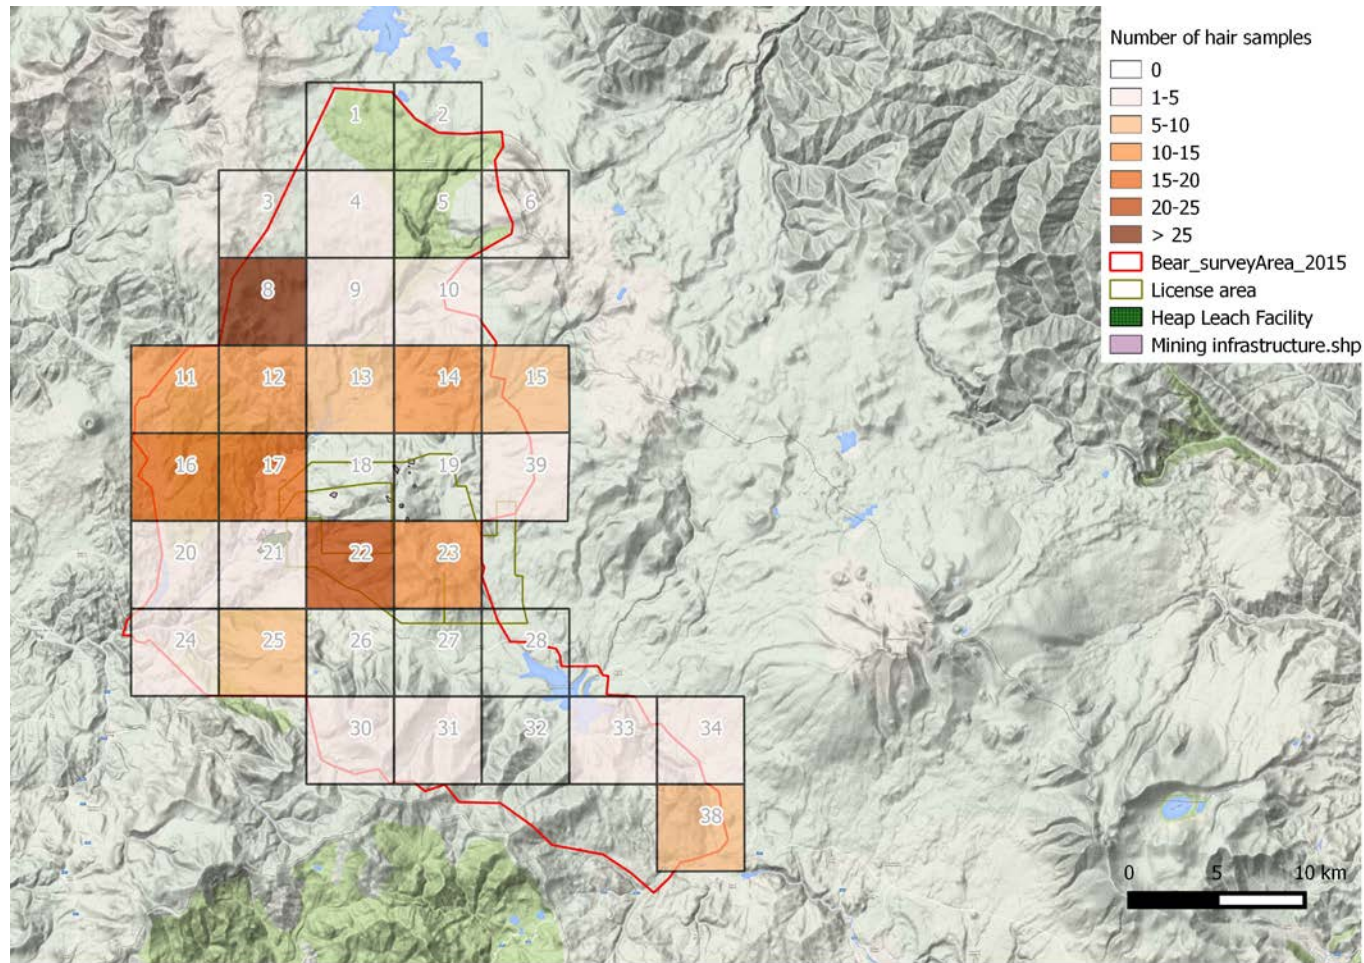 Number of hair samples
0
1-5
5-10
10-15
15-20
20-25
> 25
Bear_surveyArea_2015
License area
Heap Leach Facility
Mining infrastructure.shp
1 2
3 4 5 6
8 9 10
11 12 13 14 15
16 17 18 19 39
20 21 22 23
24 25 26 27 28
30 31 32 33 34
38
0 5 10 km